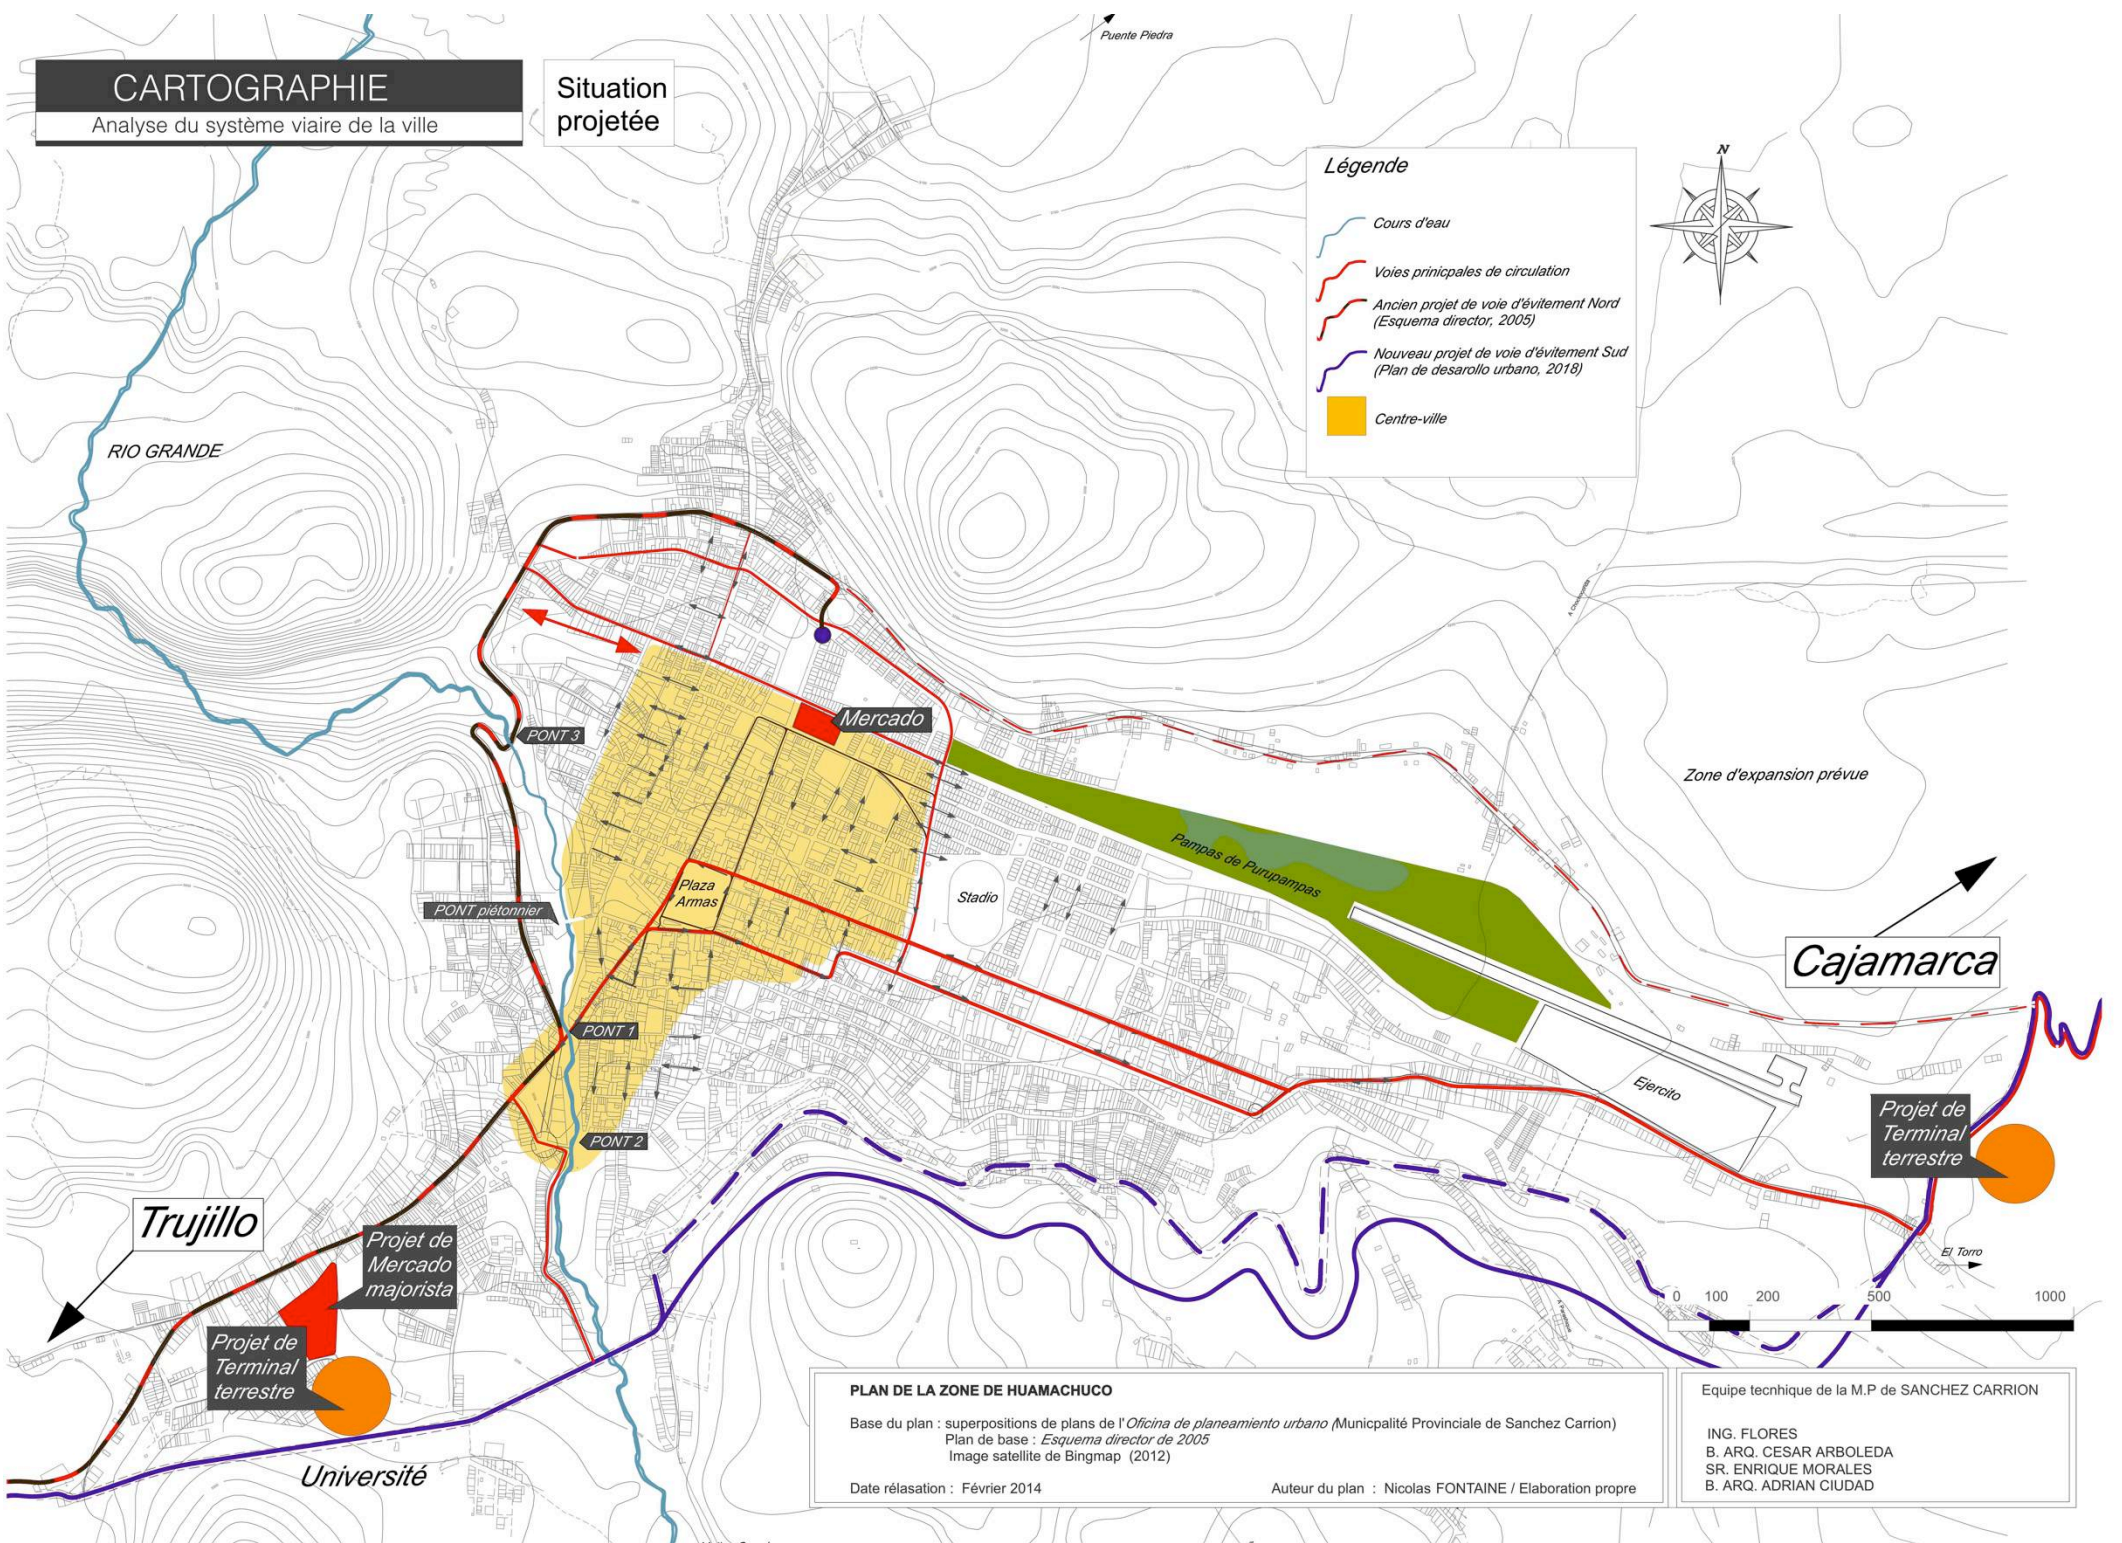 Puente Piedra
CARTOGRAPHIE
Analyse du système viaire de la ville
Situation
projetée
Légende
Cours d'eau
Voies prinicpales de circulation
Ancien projet de voie d'évitement Nord
(Esquema director, 2005)
Nouveau projet de voie d'évitement Sud
(Plan de desarollo urbano, 2018)
Centre-ville
N
RIO GRANDE
Mercado
PONT 3
Zone d'expansion prévue
Pampas de Purupampas
Plaza
Armas
Stadio
PONT piétonnier
Cajamarca
PONT 1
Ejercito
PONT 2
Projet de
Terminal
terrestre
Trujillo
Projet de
Mercado
majorista
El Torro
0 100 200 500 1000
Projet de
Terminal
terrestre
Université
PLAN DE LA ZONE DE HUAMACHUCO
Base du plan : superpositions de plans de l'Oficina de planeamiento urbano (Municpalité Provinciale de Sanchez Carrion)
Plan de base : Esquema director de 2005
Image satellite de Bingmap (2012)
Date rélasation : Février 2014
Auteur du plan : Nicolas FONTAINE / Elaboration propre
Equipe tecnhique de la M.P de SANCHEZ CARRION
ING. FLORES
B. ARQ. CESAR ARBOLEDA
SR. ENRIQUE MORALES
B. ARQ. ADRIAN CIUDAD